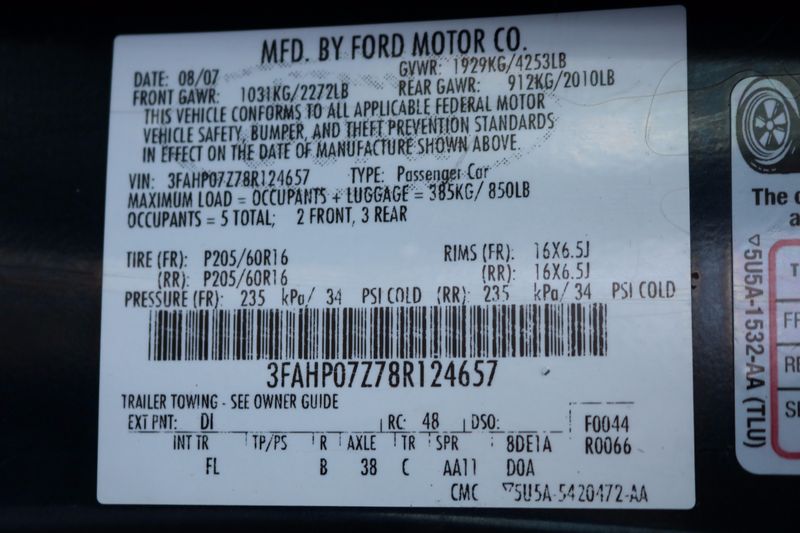 MFD. BY FORD MOTOR CO.
DATE: 08/07 GVWR: 1929KG/4253LB
FRONT GAWR: 1031KG/2272LB REAR GAWR: 912KG/2010LB
THIS VEHICLE CONFORMS TO ALL APPLICABLE FEDERAL MOTOR
VEHICLE SAFETY, BUMPER, AND THEFT PREVENTION STANDARDS
IN EFFECT ON THE DATE OF MANUFACTURE SHOWN ABOVE.
VIN: 3FAHP07Z78R124657 TYPE: Passenger Car
MAXIMUM LOAD = OCCUPANTS + LUGGAGE = 385KG/ 850LB
OCCUPANTS = 5 TOTAL; 2 FRONT, 3 REAR
TIRE (FR): P205/60R16 RIMS (FR): 16X6.5J
(RR): P205/60R16 (RR): 16X6.5J
PRESSURE (FR): 235 kPa/ 34 PSI COLD (RR): 235 kPa/ 34 PSI COLD
3FAHP07Z78R124657
TRAILER TOWING - SEE OWNER GUIDE
EXT PNT: DI RC: 48 DSO: F0044
INT TR TP/PS R AXLE TR SPR 8DE1A R0066
FL B 38 C AA11 D0A
CMC ▽5U5A-5420472-AA
The
▽5U5A-1532-AA (TLU)